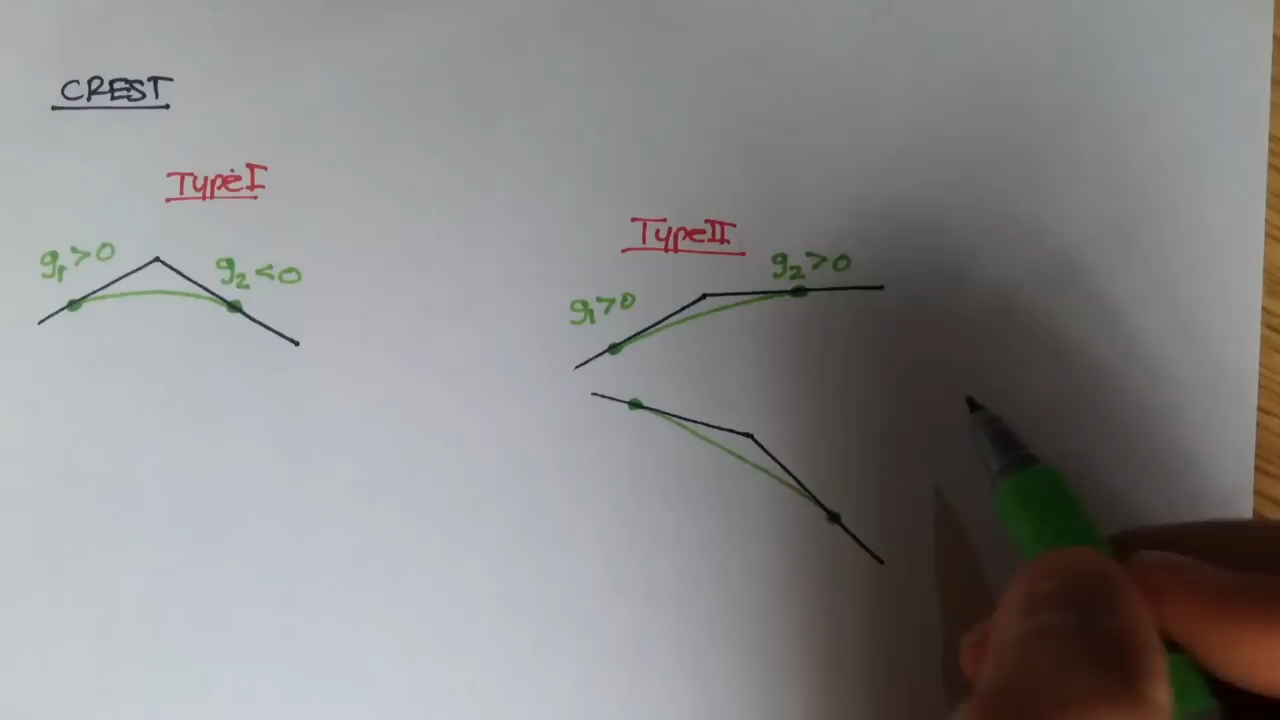 CREST
Type I
g₁>0
g₂<0
Type II
g₁>0
g₂>0